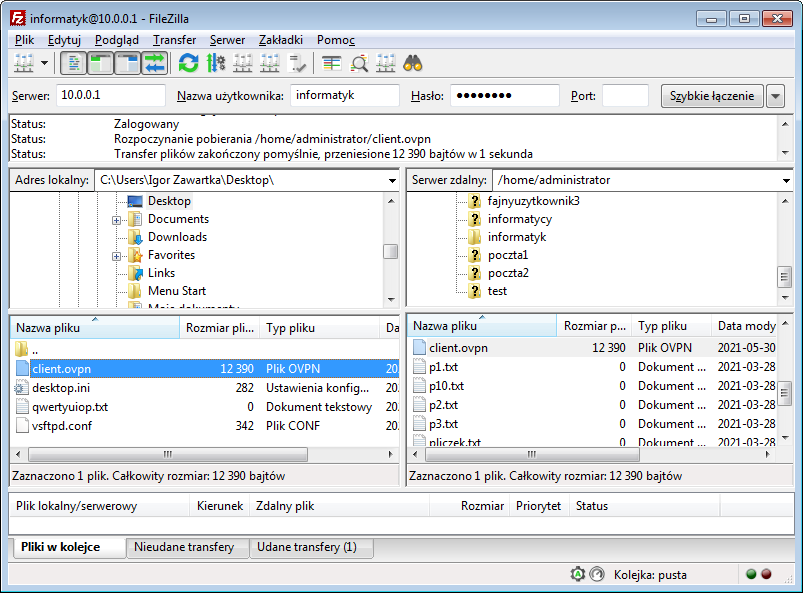 informatyk@10.0.0.1 - FileZilla
Plik Edytuj Podgląd Transfer Serwer Zakładki Pomoc
Serwer: 10.0.0.1 Nazwa użytkownika: informatyk Hasło: ●●●●●●●● Port: Szybkie łączenie
Status: Zalogowany
Status: Rozpoczynanie pobierania /home/administrator/client.ovpn
Status: Transfer plików zakończony pomyślnie, przeniesione 12 390 bajtów w 1 sekunda
Adres lokalny: C:\Users\Igor Zawartka\Desktop\
Desktop
Documents
Downloads
Favorites
Links
Menu Start
Moje dokumenty
Nazwa pliku Rozmiar pli... Typ pliku Da
..
client.ovpn 12 390 Plik OVPN 20
desktop.ini 282 Ustawienia konfig... 20
qwertyuiop.txt 0 Dokument tekstowy 20
vsftpd.conf 342 Plik CONF 20
Zaznaczono 1 plik. Całkowity rozmiar: 12 390 bajtów
Serwer zdalny: /home/administrator
fajnyuzytkownik3
informatycy
informatyk
poczta1
poczta2
test
Nazwa pliku Rozmiar p... Typ pliku Data mody
client.ovpn 12 390 Plik OVPN 2021-05-30
p1.txt 0 Dokument ... 2021-03-28
p10.txt 0 Dokument ... 2021-03-28
p2.txt 0 Dokument ... 2021-03-28
p3.txt 0 Dokument ... 2021-03-28
pliczek.txt 0 Dokument ... 2021-03-28
Zaznaczono 1 plik. Całkowity rozmiar: 12 390 bajtów
Plik lokalny/serwerowy Kierunek Zdalny plik Rozmiar Priorytet Status
Pliki w kolejce Nieudane transfery Udane transfery (1)
Kolejka: pusta